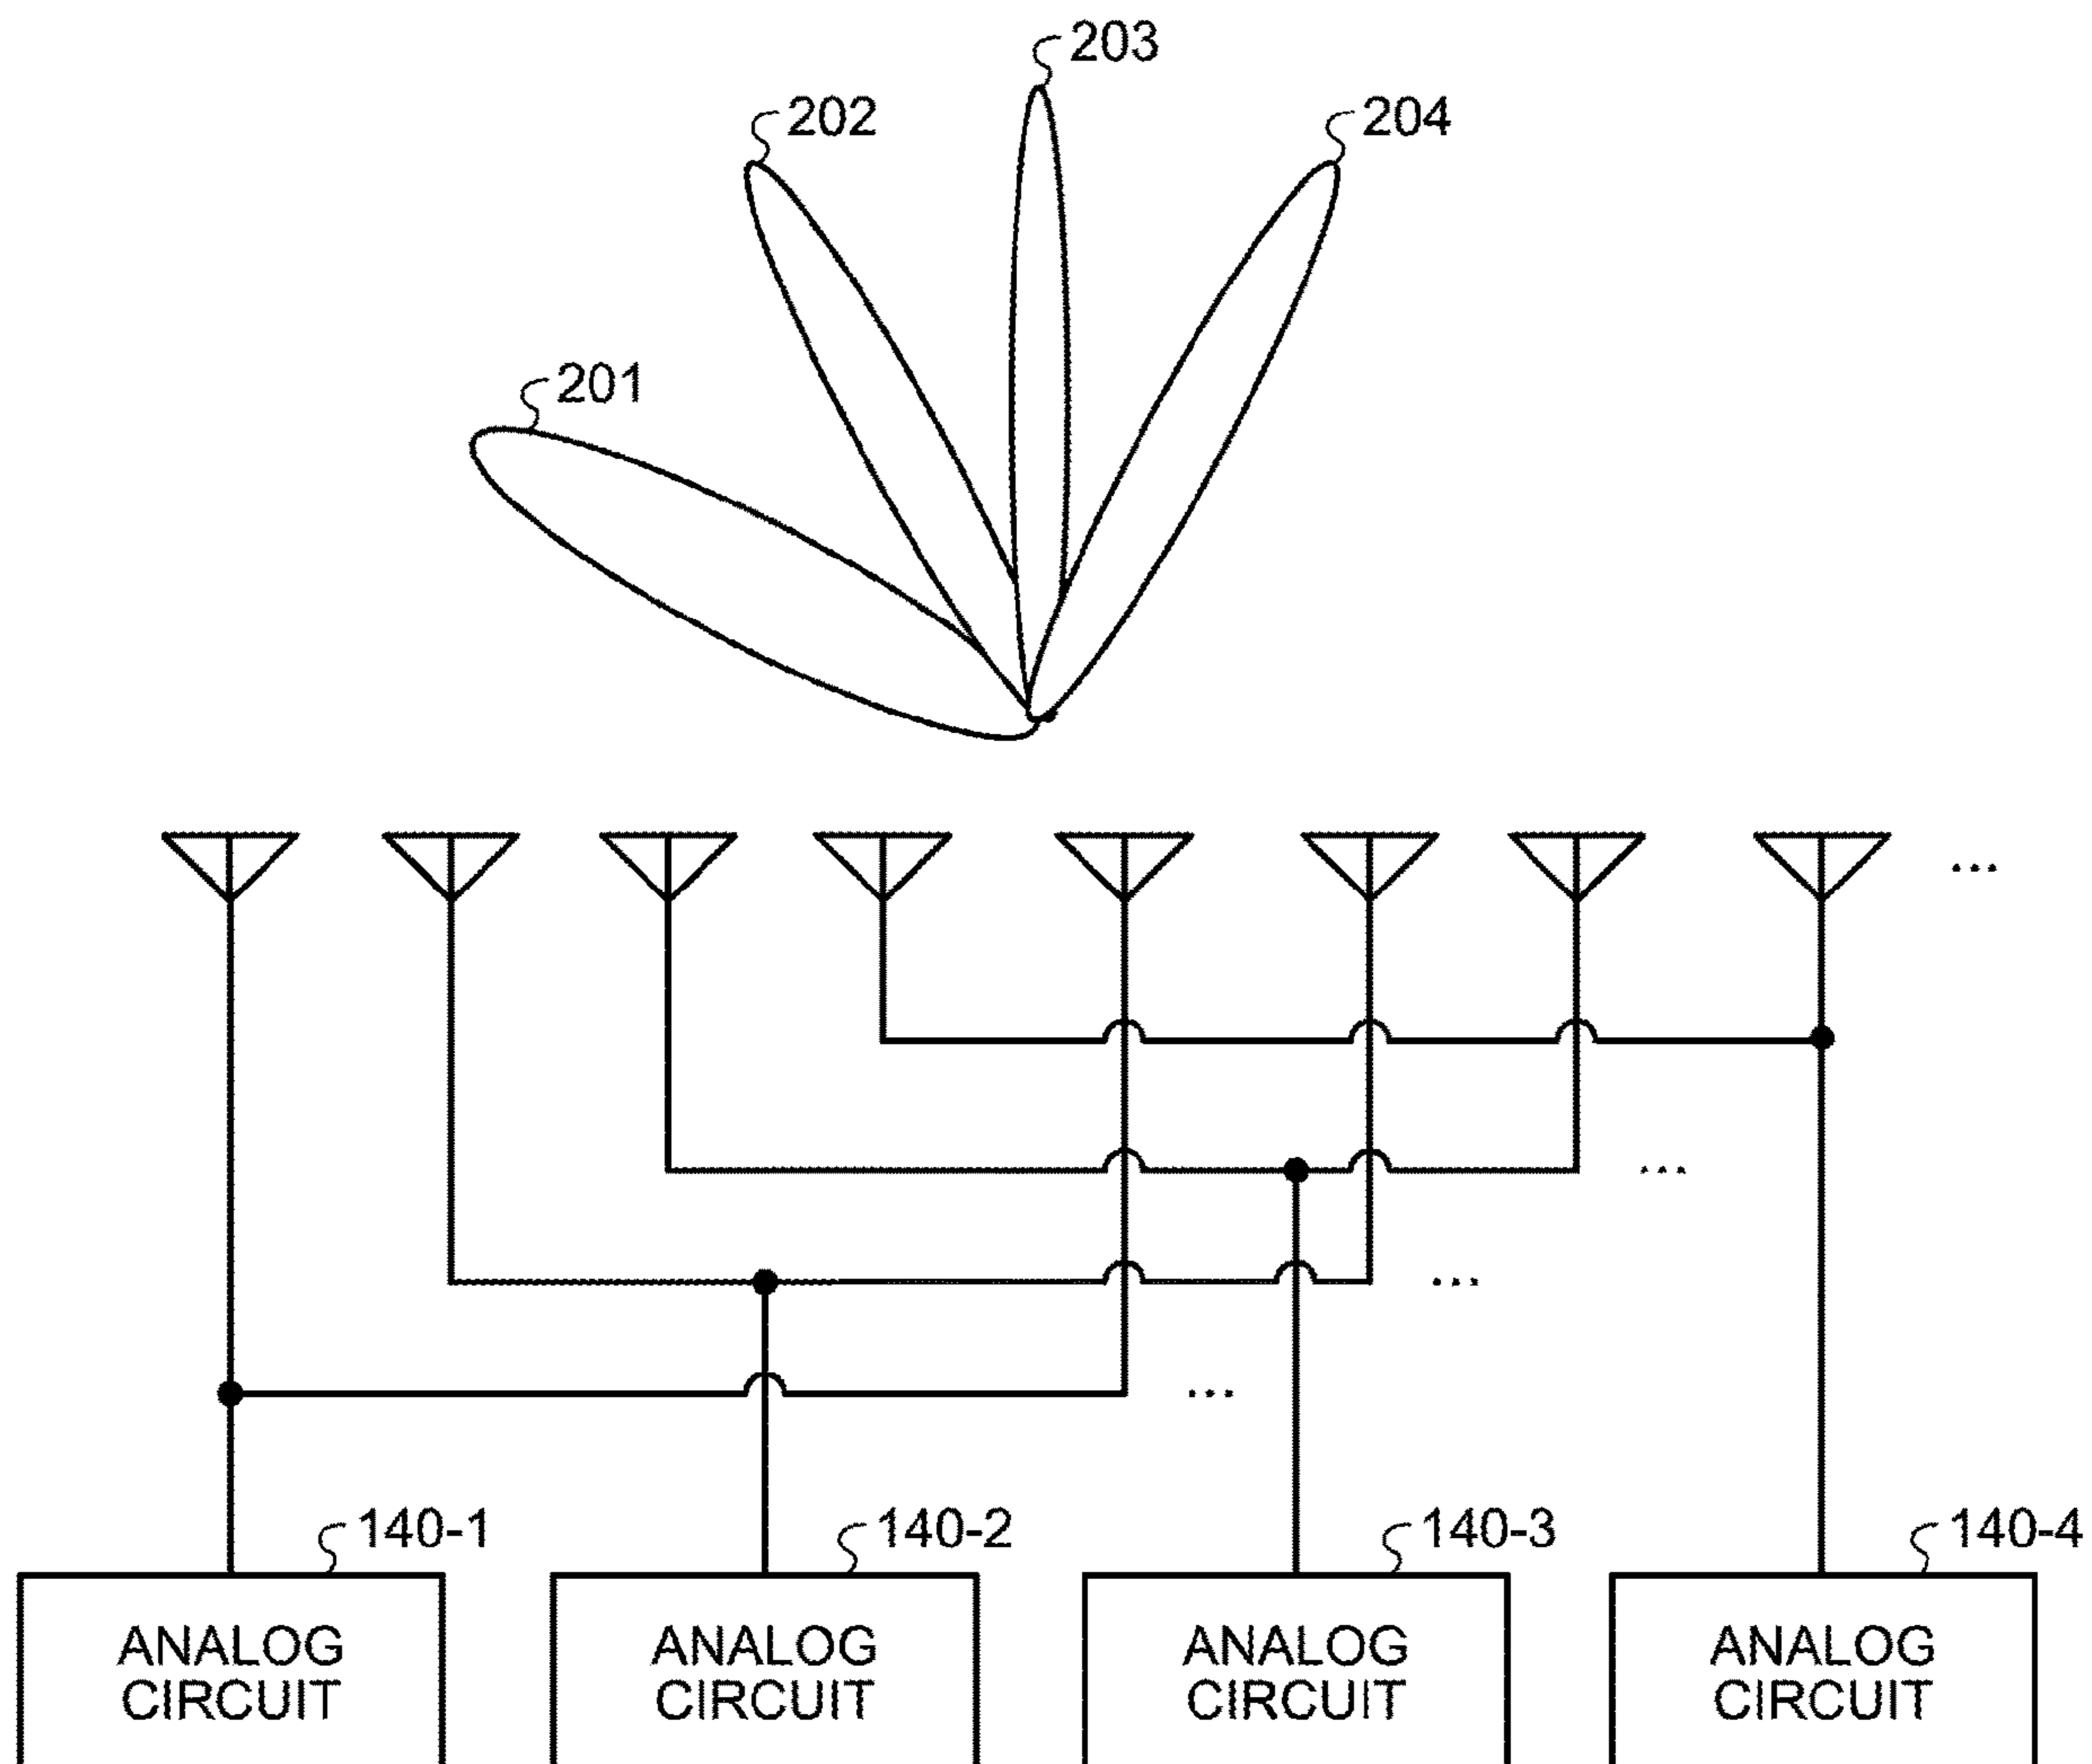 203
202
204
201
...
...
...
...
140-1
140-2
140-3
140-4
ANALOG
CIRCUIT
ANALOG
CIRCUIT
ANALOG
CIRCUIT
ANALOG
CIRCUIT